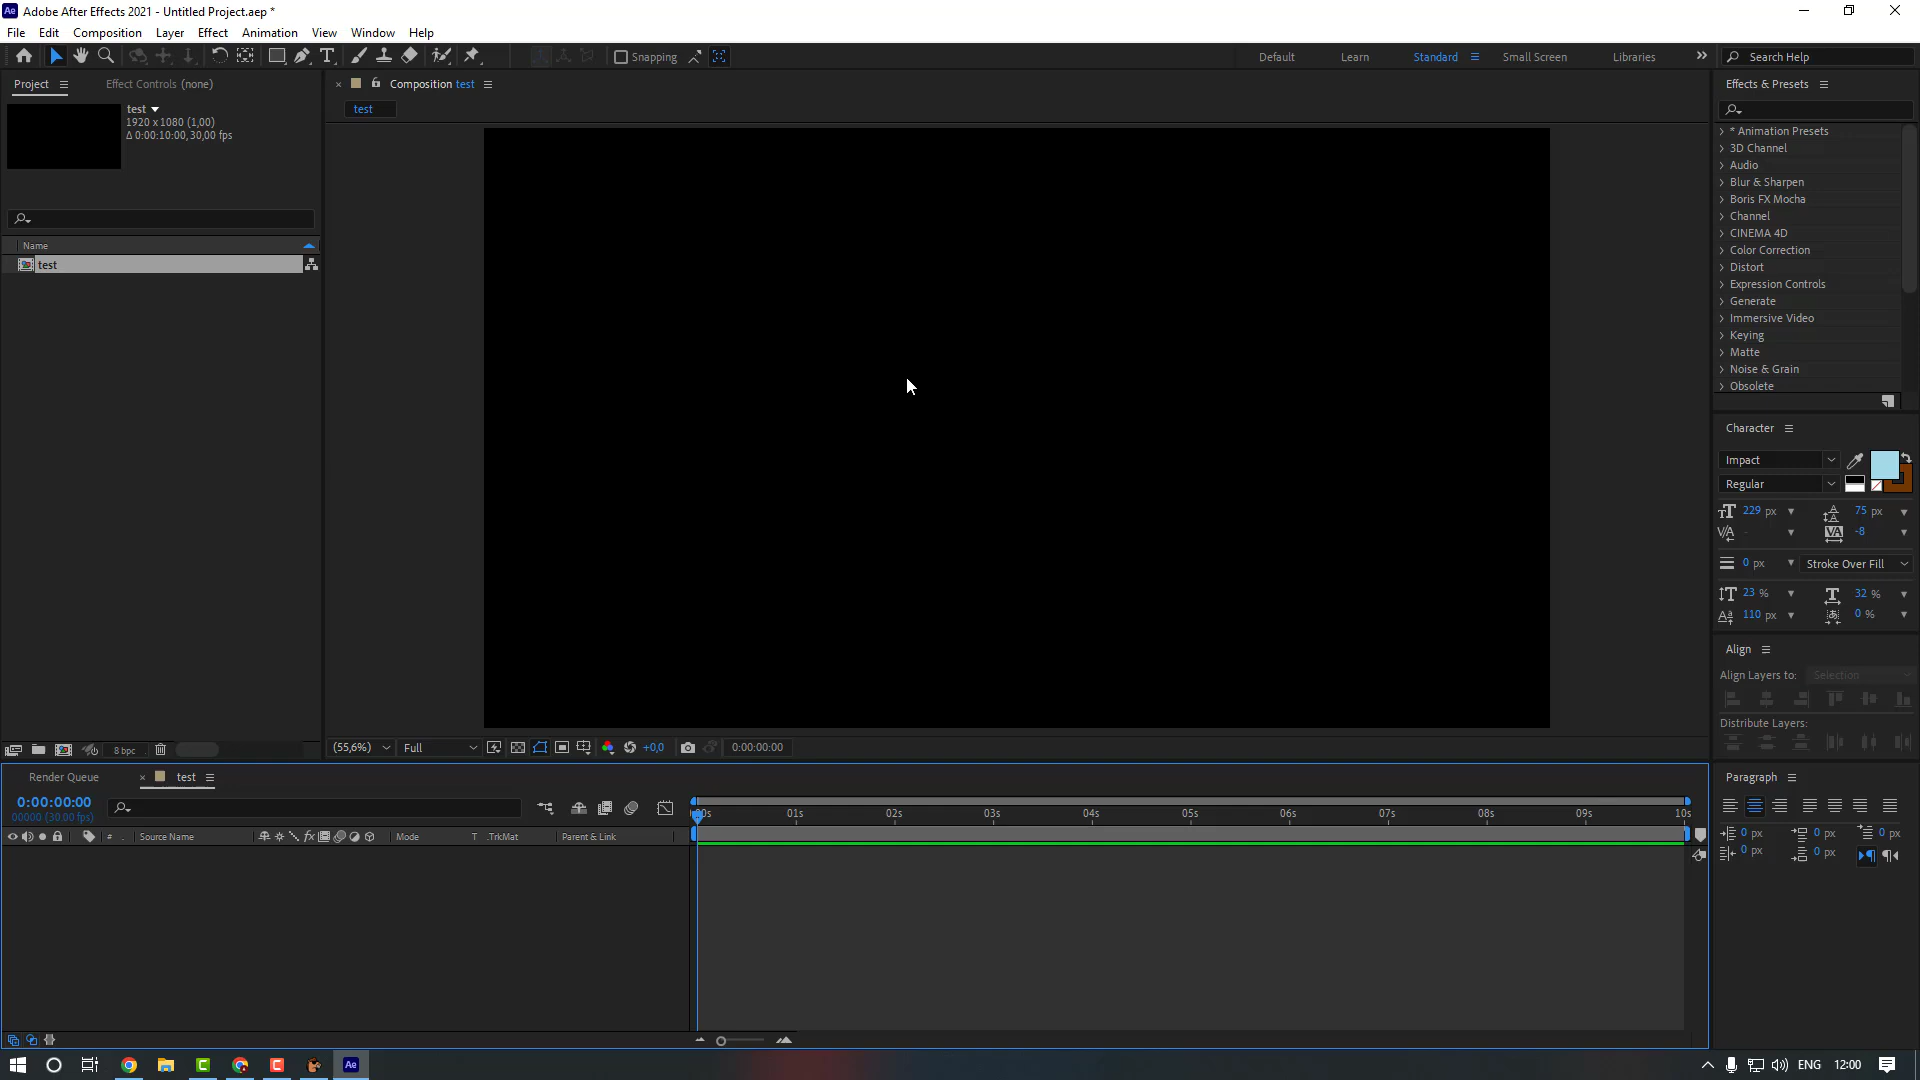 Ae Adobe After Effects 2021 - Untitled Project.aep *
File Edit Composition Layer Effect Animation View Window Help
Snapping Default Learn Standard Small Screen Libraries Search Help
Project Effect Controls (none) Composition test Effects & Presets
test
1920 x 1080 (1,00)
Δ 0:00:10:00, 30,00 fps
test
Name
test
* Animation Presets
3D Channel
Audio
Blur & Sharpen
Boris FX Mocha
Channel
CINEMA 4D
Color Correction
Distort
Expression Controls
Generate
Immersive Video
Keying
Matte
Noise & Grain
Obsolete
Character
Impact
Regular
229 px 75 px
-8
0 px Stroke Over Fill
23 % 32 %
110 px 0 %
Align
Align Layers to: Selection
Distribute Layers:
8 bpc (55,6%) Full +0,0 0:00:00:00
Render Queue test
0:00:00:00
00000 (30.00 fps)
# Source Name Mode T .TrkMat Parent & Link
01s 02s 03s 04s 05s 06s 07s 08s 09s 10s
Paragraph
0 px 0 px 0 px
0 px 0 px
Ae ENG 12:00